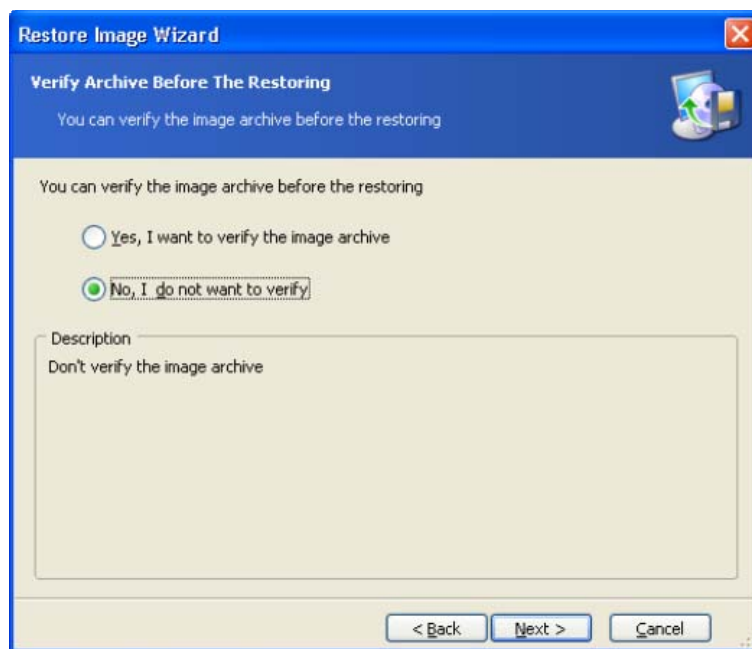 Restore Image Wizard
Verify Archive Before The Restoring
You can verify the image archive before the restoring
You can verify the image archive before the restoring
Yes, I want to verify the image archive
No, I do not want to verify
Description
Don't verify the image archive
< Back Next > Cancel